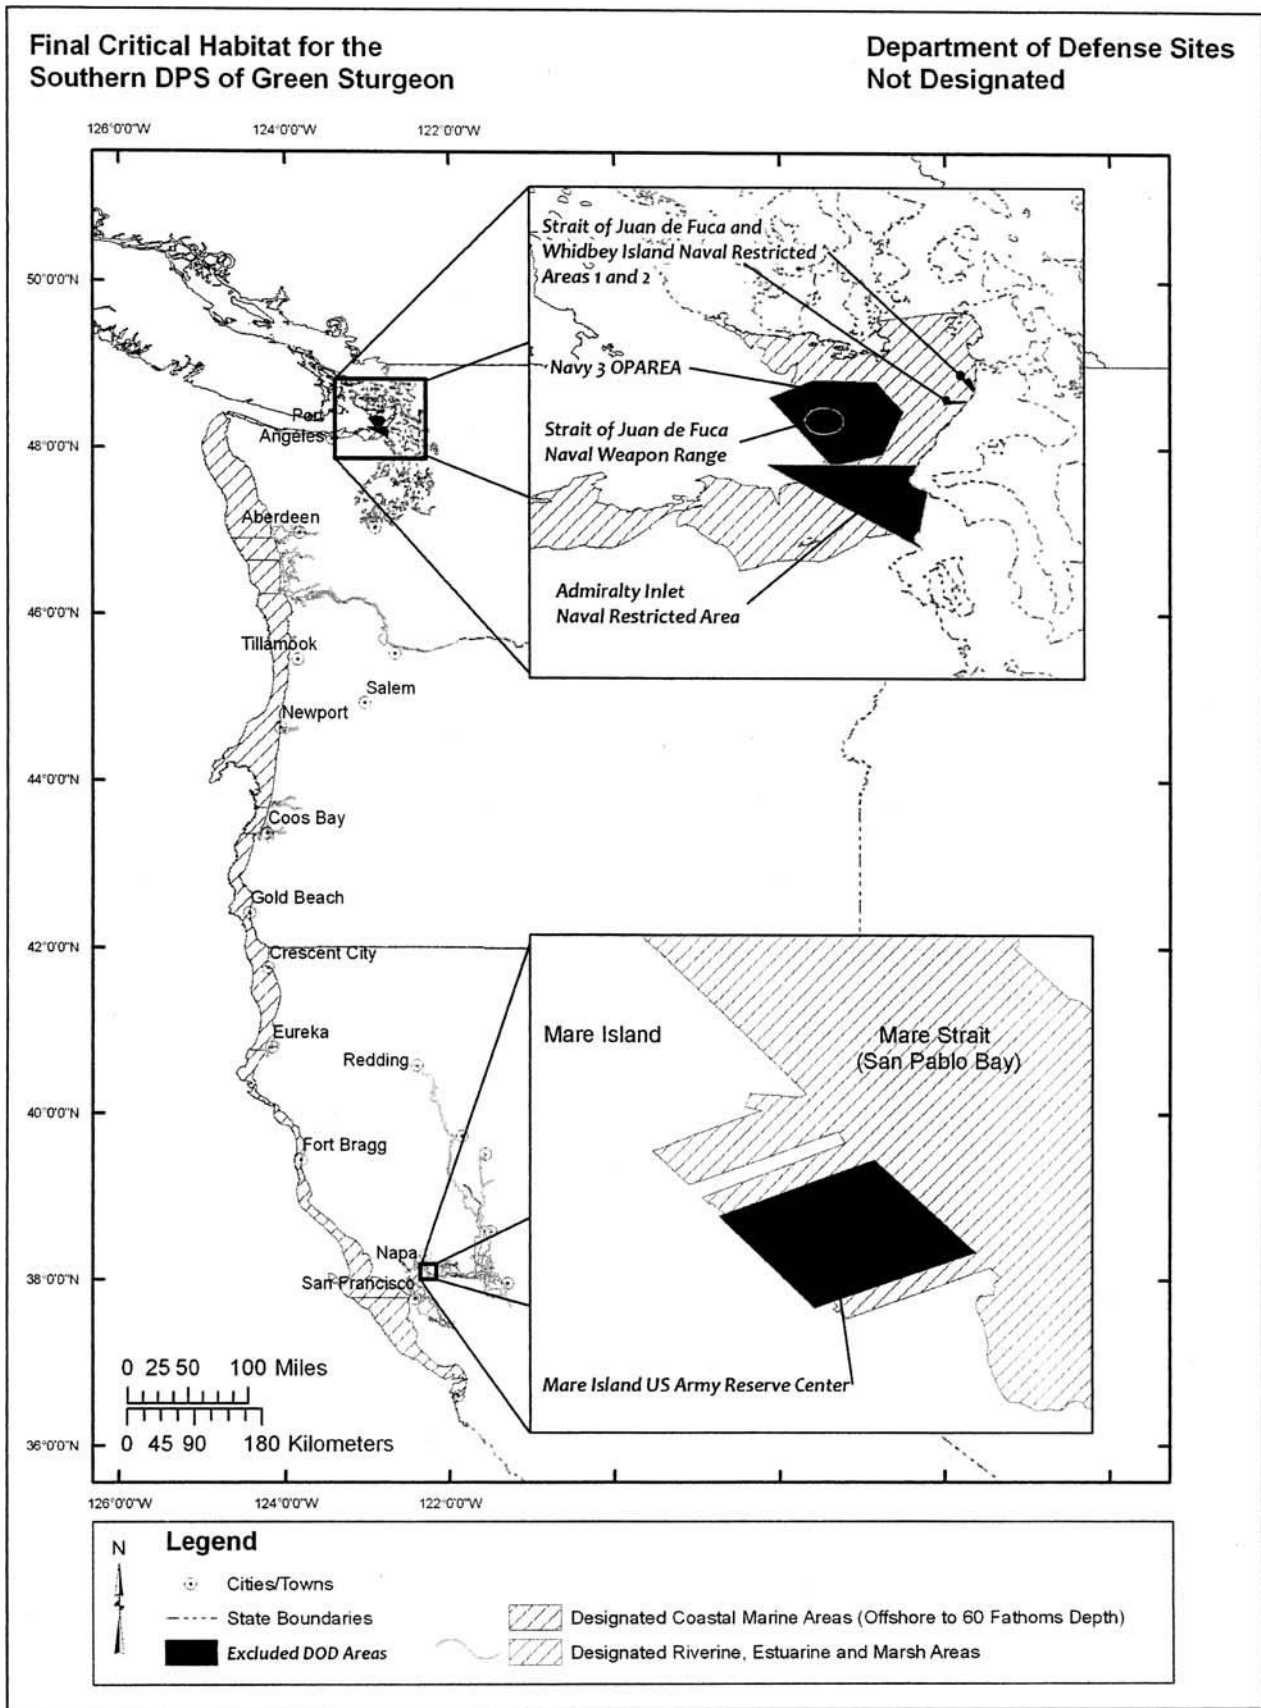 Final Critical Habitat for the
Southern DPS of Green Sturgeon
Department of Defense Sites
Not Designated
126°0'0"W
124°0'0"W
122°0'0"W
50°0'0"N
48°0'0"N
46°0'0"N
44°0'0"N
42°0'0"N
40°0'0"N
38°0'0"N
36°0'0"N
Strait of Juan de Fuca and
Whidbey Island Naval Restricted
Areas 1 and 2
Navy 3 OPAREA
Strait of Juan de Fuca
Naval Weapon Range
Admiralty Inlet
Naval Restricted Area
Port
Angeles
Aberdeen
Tillamook
Salem
Newport
Coos Bay
Gold Beach
Crescent City
Eureka
Redding
Fort Bragg
Napa
San Francisco
Mare Island
Mare Strait
(San Pablo Bay)
Mare Island US Army Reserve Center
0 25 50 100 Miles
0 45 90 180 Kilometers
126°0'0"W
124°0'0"W
122°0'0"W
N
Legend
Cities/Towns
State Boundaries
Excluded DOD Areas
Designated Coastal Marine Areas (Offshore to 60 Fathoms Depth)
Designated Riverine, Estuarine and Marsh Areas